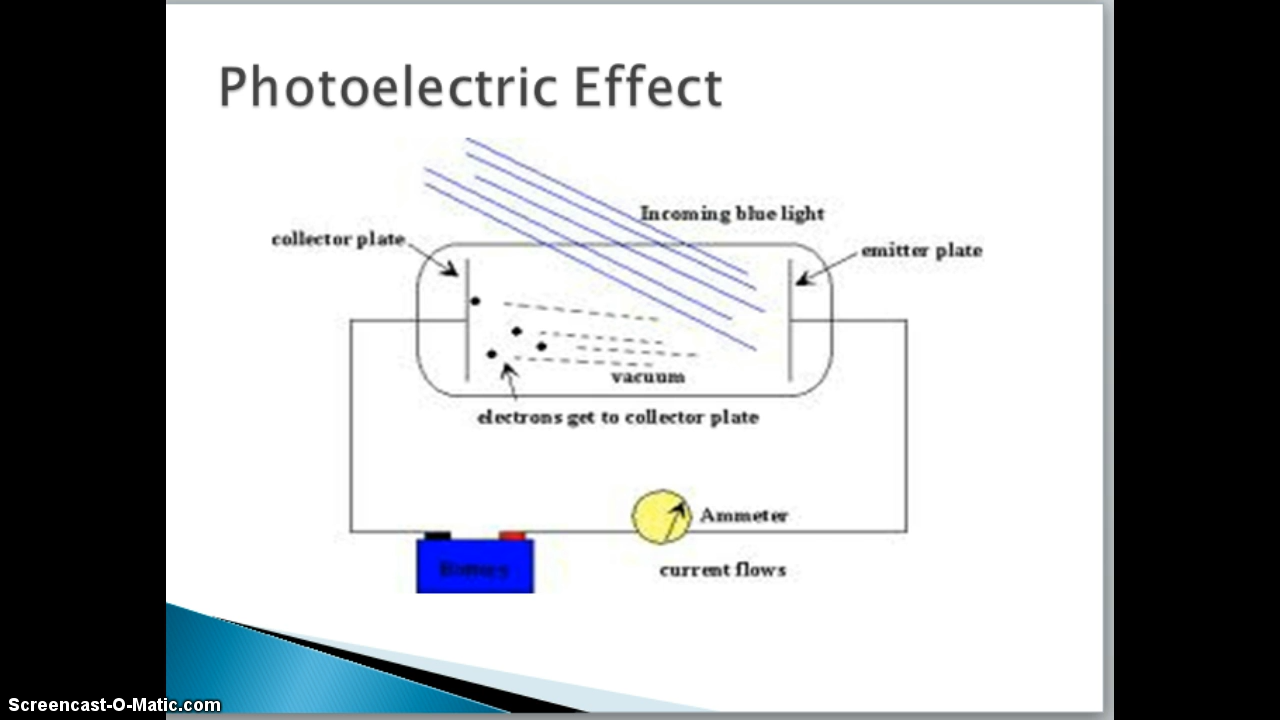 Photoelectric Effect
Incoming blue light
collector plate
emitter plate
vacuum
electrons get to collector plate
Ammeter
Battery
current flows
Screencast-O-Matic.com